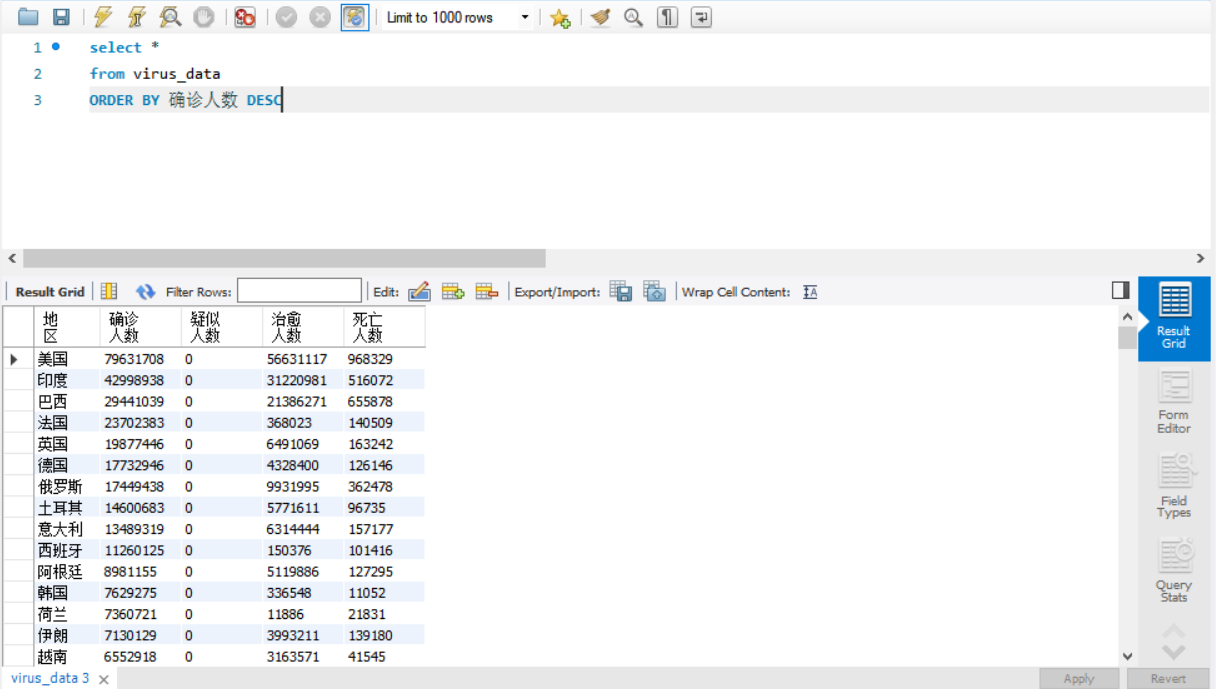 Limit to 1000 rows
1 select *
2 from virus_data
3 ORDER BY 确诊人数 DESC
Result Grid Filter Rows: Edit: Export/Import: Wrap Cell Content:
地区 确诊人数 疑似人数 治愈人数 死亡人数
美国 79631708 0 56631117 968329
印度 42998938 0 31220981 516072
巴西 29441039 0 21386271 655878
法国 23702383 0 368023 140509
英国 19877446 0 6491069 163242
德国 17732946 0 4328400 126146
俄罗斯 17449438 0 9931995 362478
土耳其 14600683 0 5771611 96735
意大利 13489319 0 6314444 157177
西班牙 11260125 0 150376 101416
阿根廷 8981155 0 5119886 127295
韩国 7629275 0 336548 11052
荷兰 7360721 0 11886 21831
伊朗 7130129 0 3993211 139180
越南 6552918 0 3163571 41545
Result
Grid
Form
Editor
Field
Types
Query
Stats
virus_data 3
Apply Revert